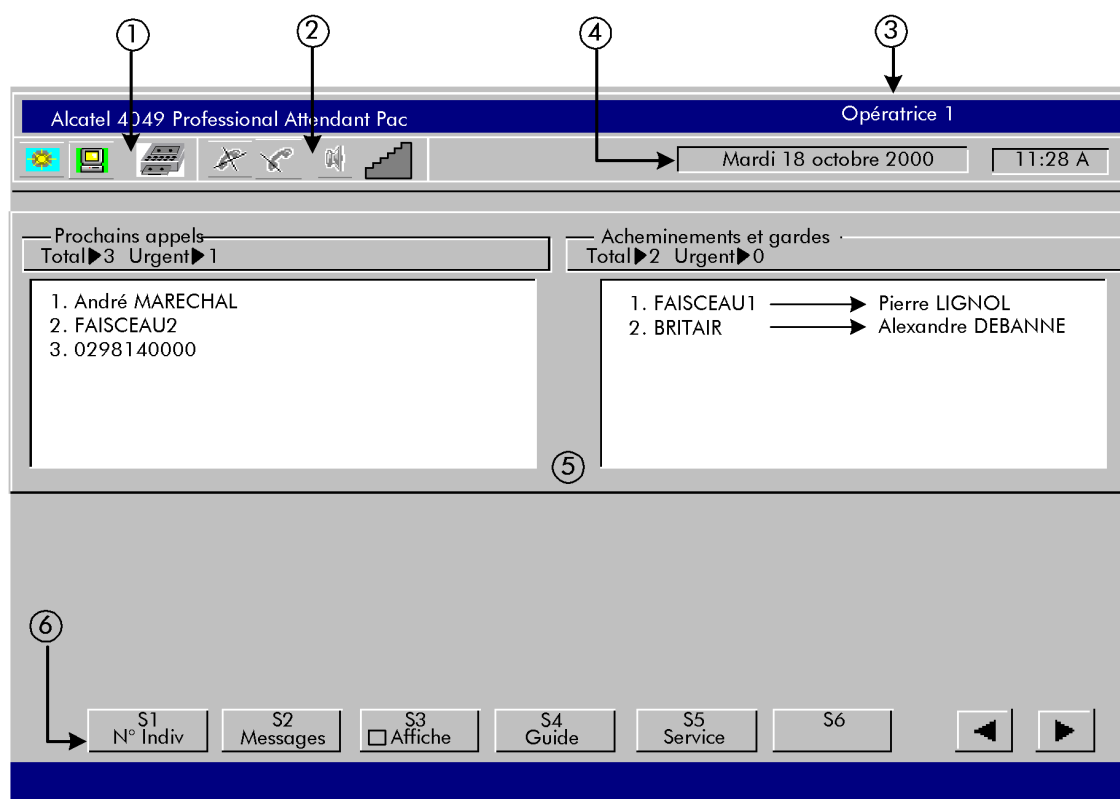 1 2 4 3
Alcatel 4049 Professional Attendant Pac Opératrice 1
Mardi 18 octobre 2000 11:28 A
Prochains appels
Total▶3 Urgent▶1
1. André MARECHAL
2. FAISCEAU2
3. 0298140000
Acheminements et gardes
Total▶2 Urgent▶0
1. FAISCEAU1 Pierre LIGNOL
2. BRITAIR Alexandre DEBANNE
5
6
S1
N° Indiv
S2
Messages
S3
Affiche
S4
Guide
S5
Service
S6